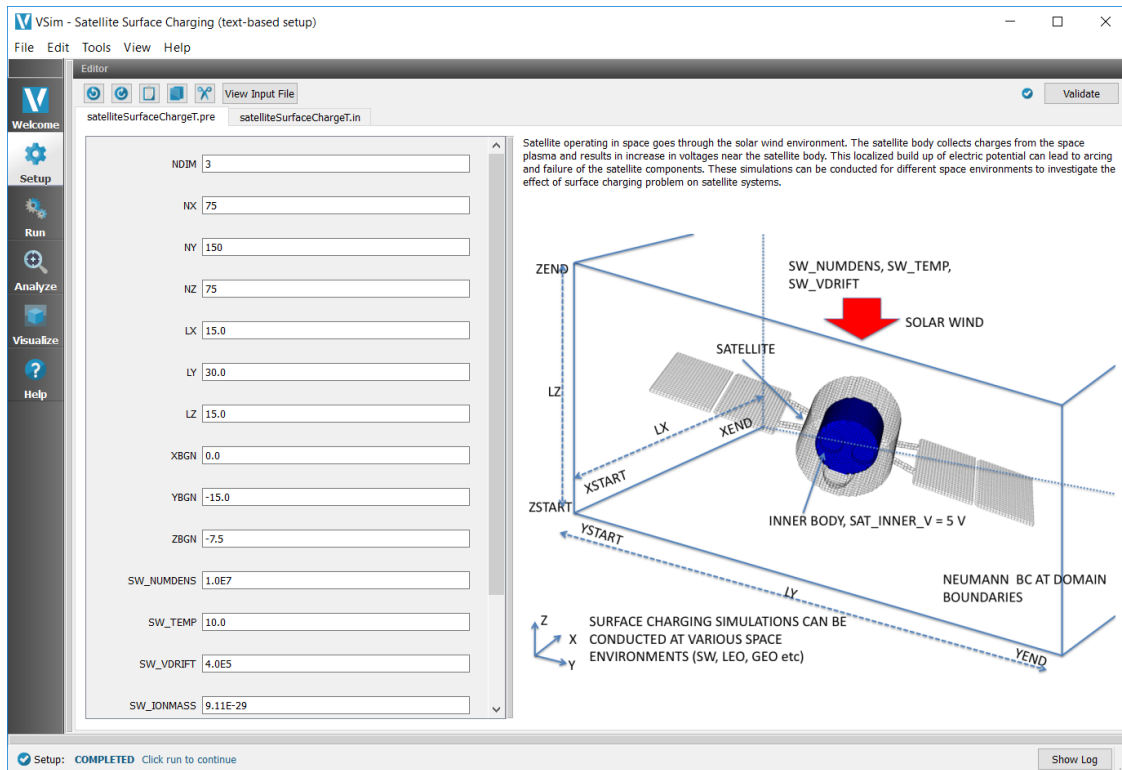 VSim - Satellite Surface Charging (text-based setup)
File Edit Tools View Help
Editor
View Input File
Validate
satelliteSurfaceChargeT.pre
satelliteSurfaceChargeT.in
Welcome
Setup
Run
Analyze
Visualize
Help
NDIM 3
NX 75
NY 150
NZ 75
LX 15.0
LY 30.0
LZ 15.0
XBGN 0.0
YBGN -15.0
ZBGN -7.5
SW_NUMDENS 1.0E7
SW_TEMP 10.0
SW_VDRIFT 4.0E5
SW_IONMASS 9.11E-29
Satellite operating in space goes through the solar wind environment. The satellite body collects charges from the space
plasma and results in increase in voltages near the satellite body. This localized build up of electric potential can lead to arcing
and failure of the satellite components. These simulations can be conducted for different space environments to investigate the
effect of surface charging problem on satellite systems.
ZEND
SW_NUMDENS, SW_TEMP,
SW_VDRIFT
SOLAR WIND
SATELLITE
LZ
LX
XEND
XSTART
ZSTART
YSTART
INNER BODY, SAT_INNER_V = 5 V
NEUMANN BC AT DOMAIN
BOUNDARIES
LY
YEND
Z
X
Y
SURFACE CHARGING SIMULATIONS CAN BE
CONDUCTED AT VARIOUS SPACE
ENVIRONMENTS (SW, LEO, GEO etc)
Setup: COMPLETED Click run to continue
Show Log